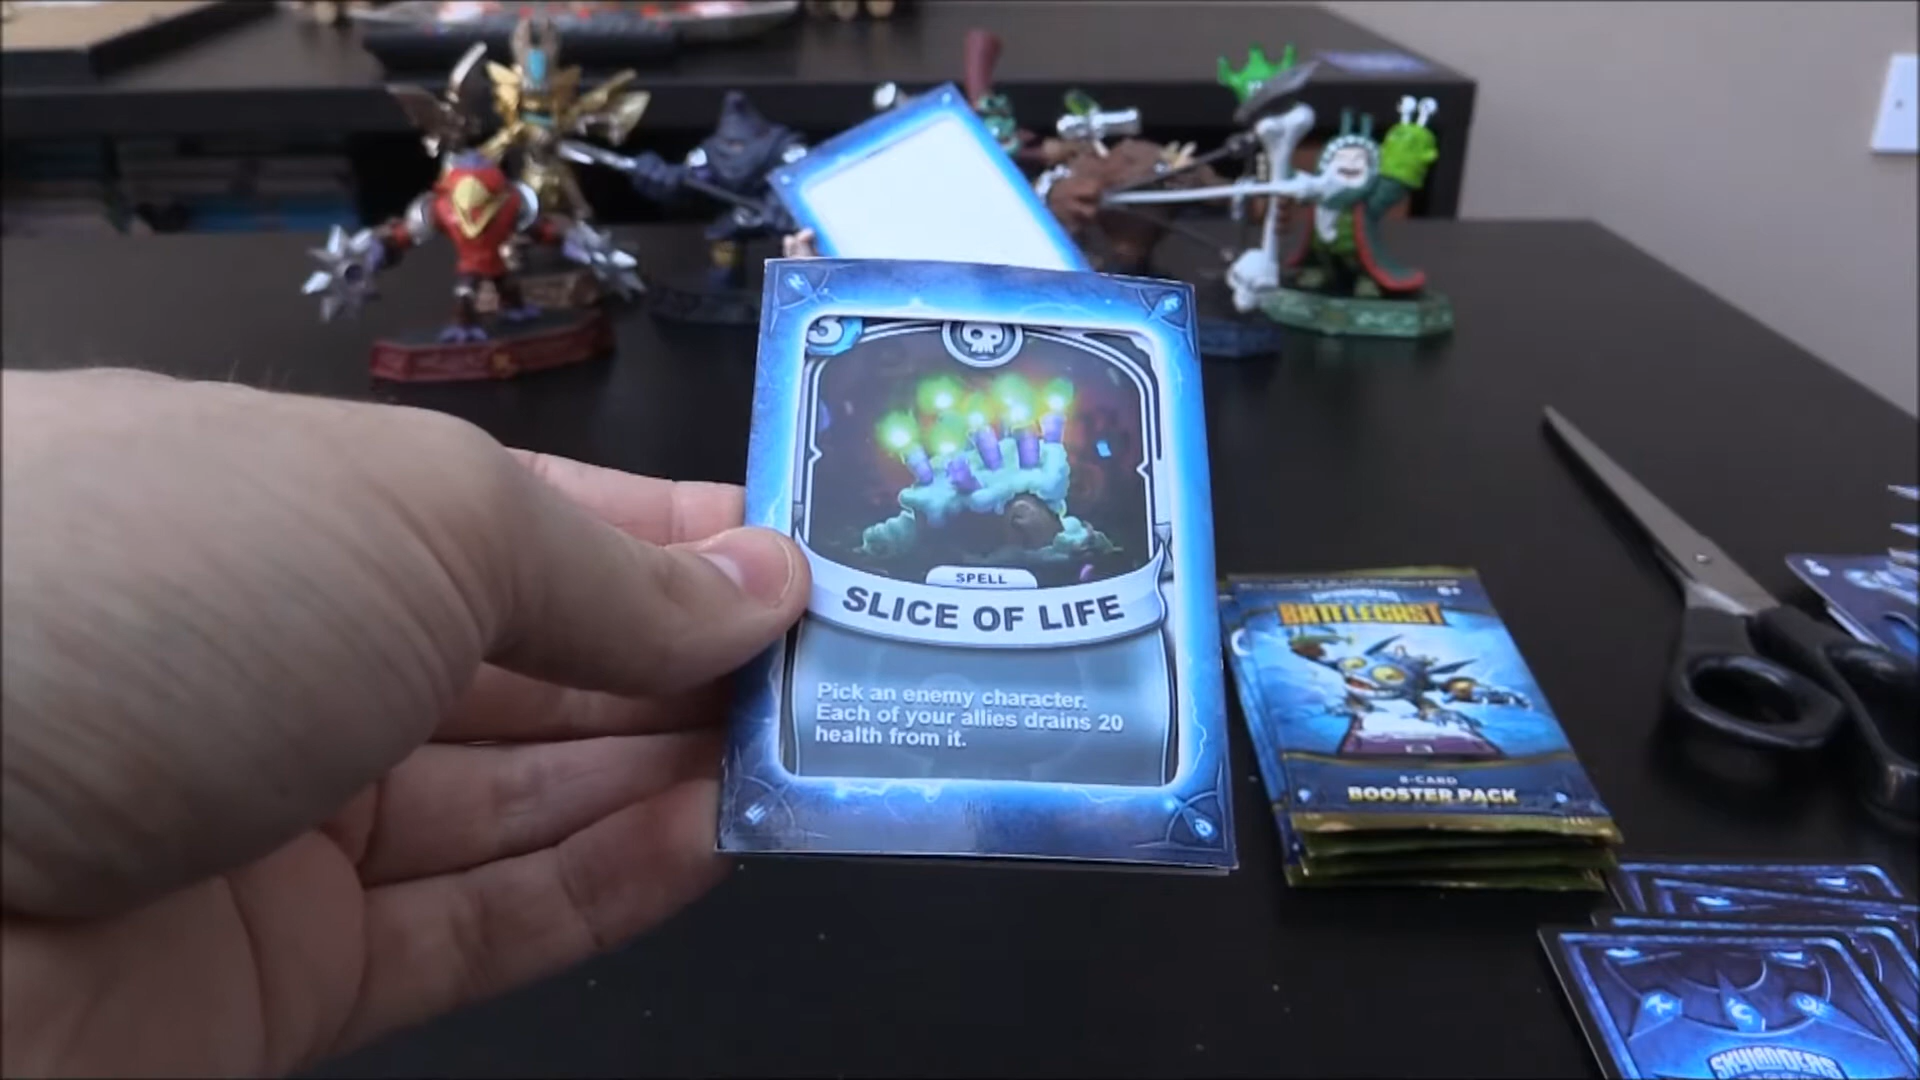 SPELL
SLICE OF LIFE
Pick an enemy character.
Each of your allies drains 20
health from it.
6+
BATTLECAST
8-CARD
BOOSTER PACK
SKYLANDERS